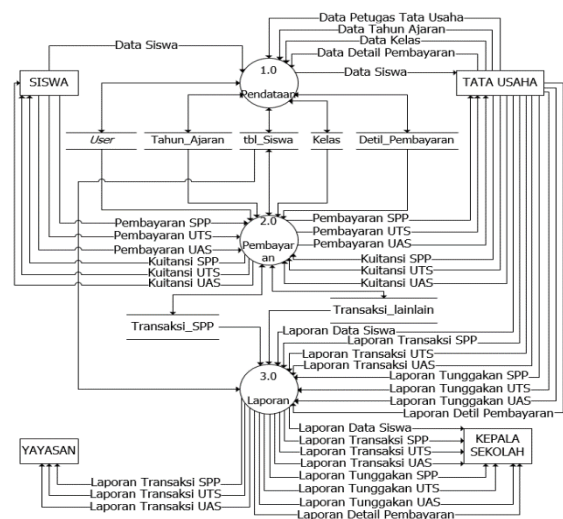 Data Petugas Tata Usaha
Data Tahun Ajaran
Data Kelas
Data Detail Pembayaran
Data Siswa
1.0
Pendataan
Data Siswa
SISWA
TATA USAHA
User
Tahun_Ajaran
tbl_Siswa
Kelas
Detil_Pembayaran
Pembayaran SPP
Pembayaran UTS
Pembayaran UAS
Kuitansi SPP
Kuitansi UTS
Kuitansi UAS
2.0
Pembayar
an
Pembayaran SPP
Pembayaran UTS
Pembayaran UAS
Kuitansi SPP
Kuitansi UTS
Kuitansi UAS
Transaksi_SPP
Transaksi_lainlain
Laporan Data Siswa
Laporan Transaksi SPP
Laporan Transaksi UTS
Laporan Transaksi UAS
Laporan Tunggakan SPP
Laporan Tunggakan UTS
Laporan Tunggakan UAS
Laporan Detil Pembayaran
3.0
Laporan
Laporan Data Siswa
Laporan Transaksi SPP
Laporan Transaksi UTS
Laporan Transaksi UAS
Laporan Tunggakan SPP
Laporan Tunggakan UTS
Laporan Tunggakan UAS
Laporan Detail Pembayaran
KEPALA
SEKOLAH
YAYASAN
Laporan Transaksi SPP
Laporan Transaksi UTS
Laporan Transaksi UAS